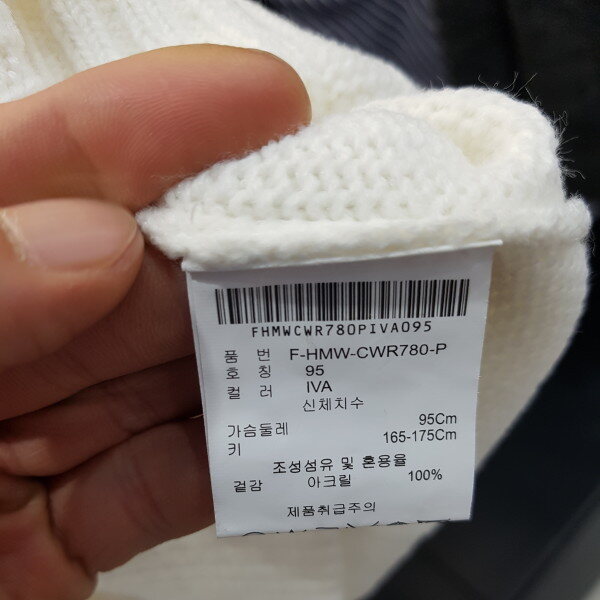 FHMWCWR780PIVA095
품 번 F-HMW-CWR780-P
호 칭 95
컬 러 IVA
신체치수
가슴둘레 95Cm
키 165-175Cm
조성섬유 및 혼용율
겉감 아크릴 100%
제품취급주의